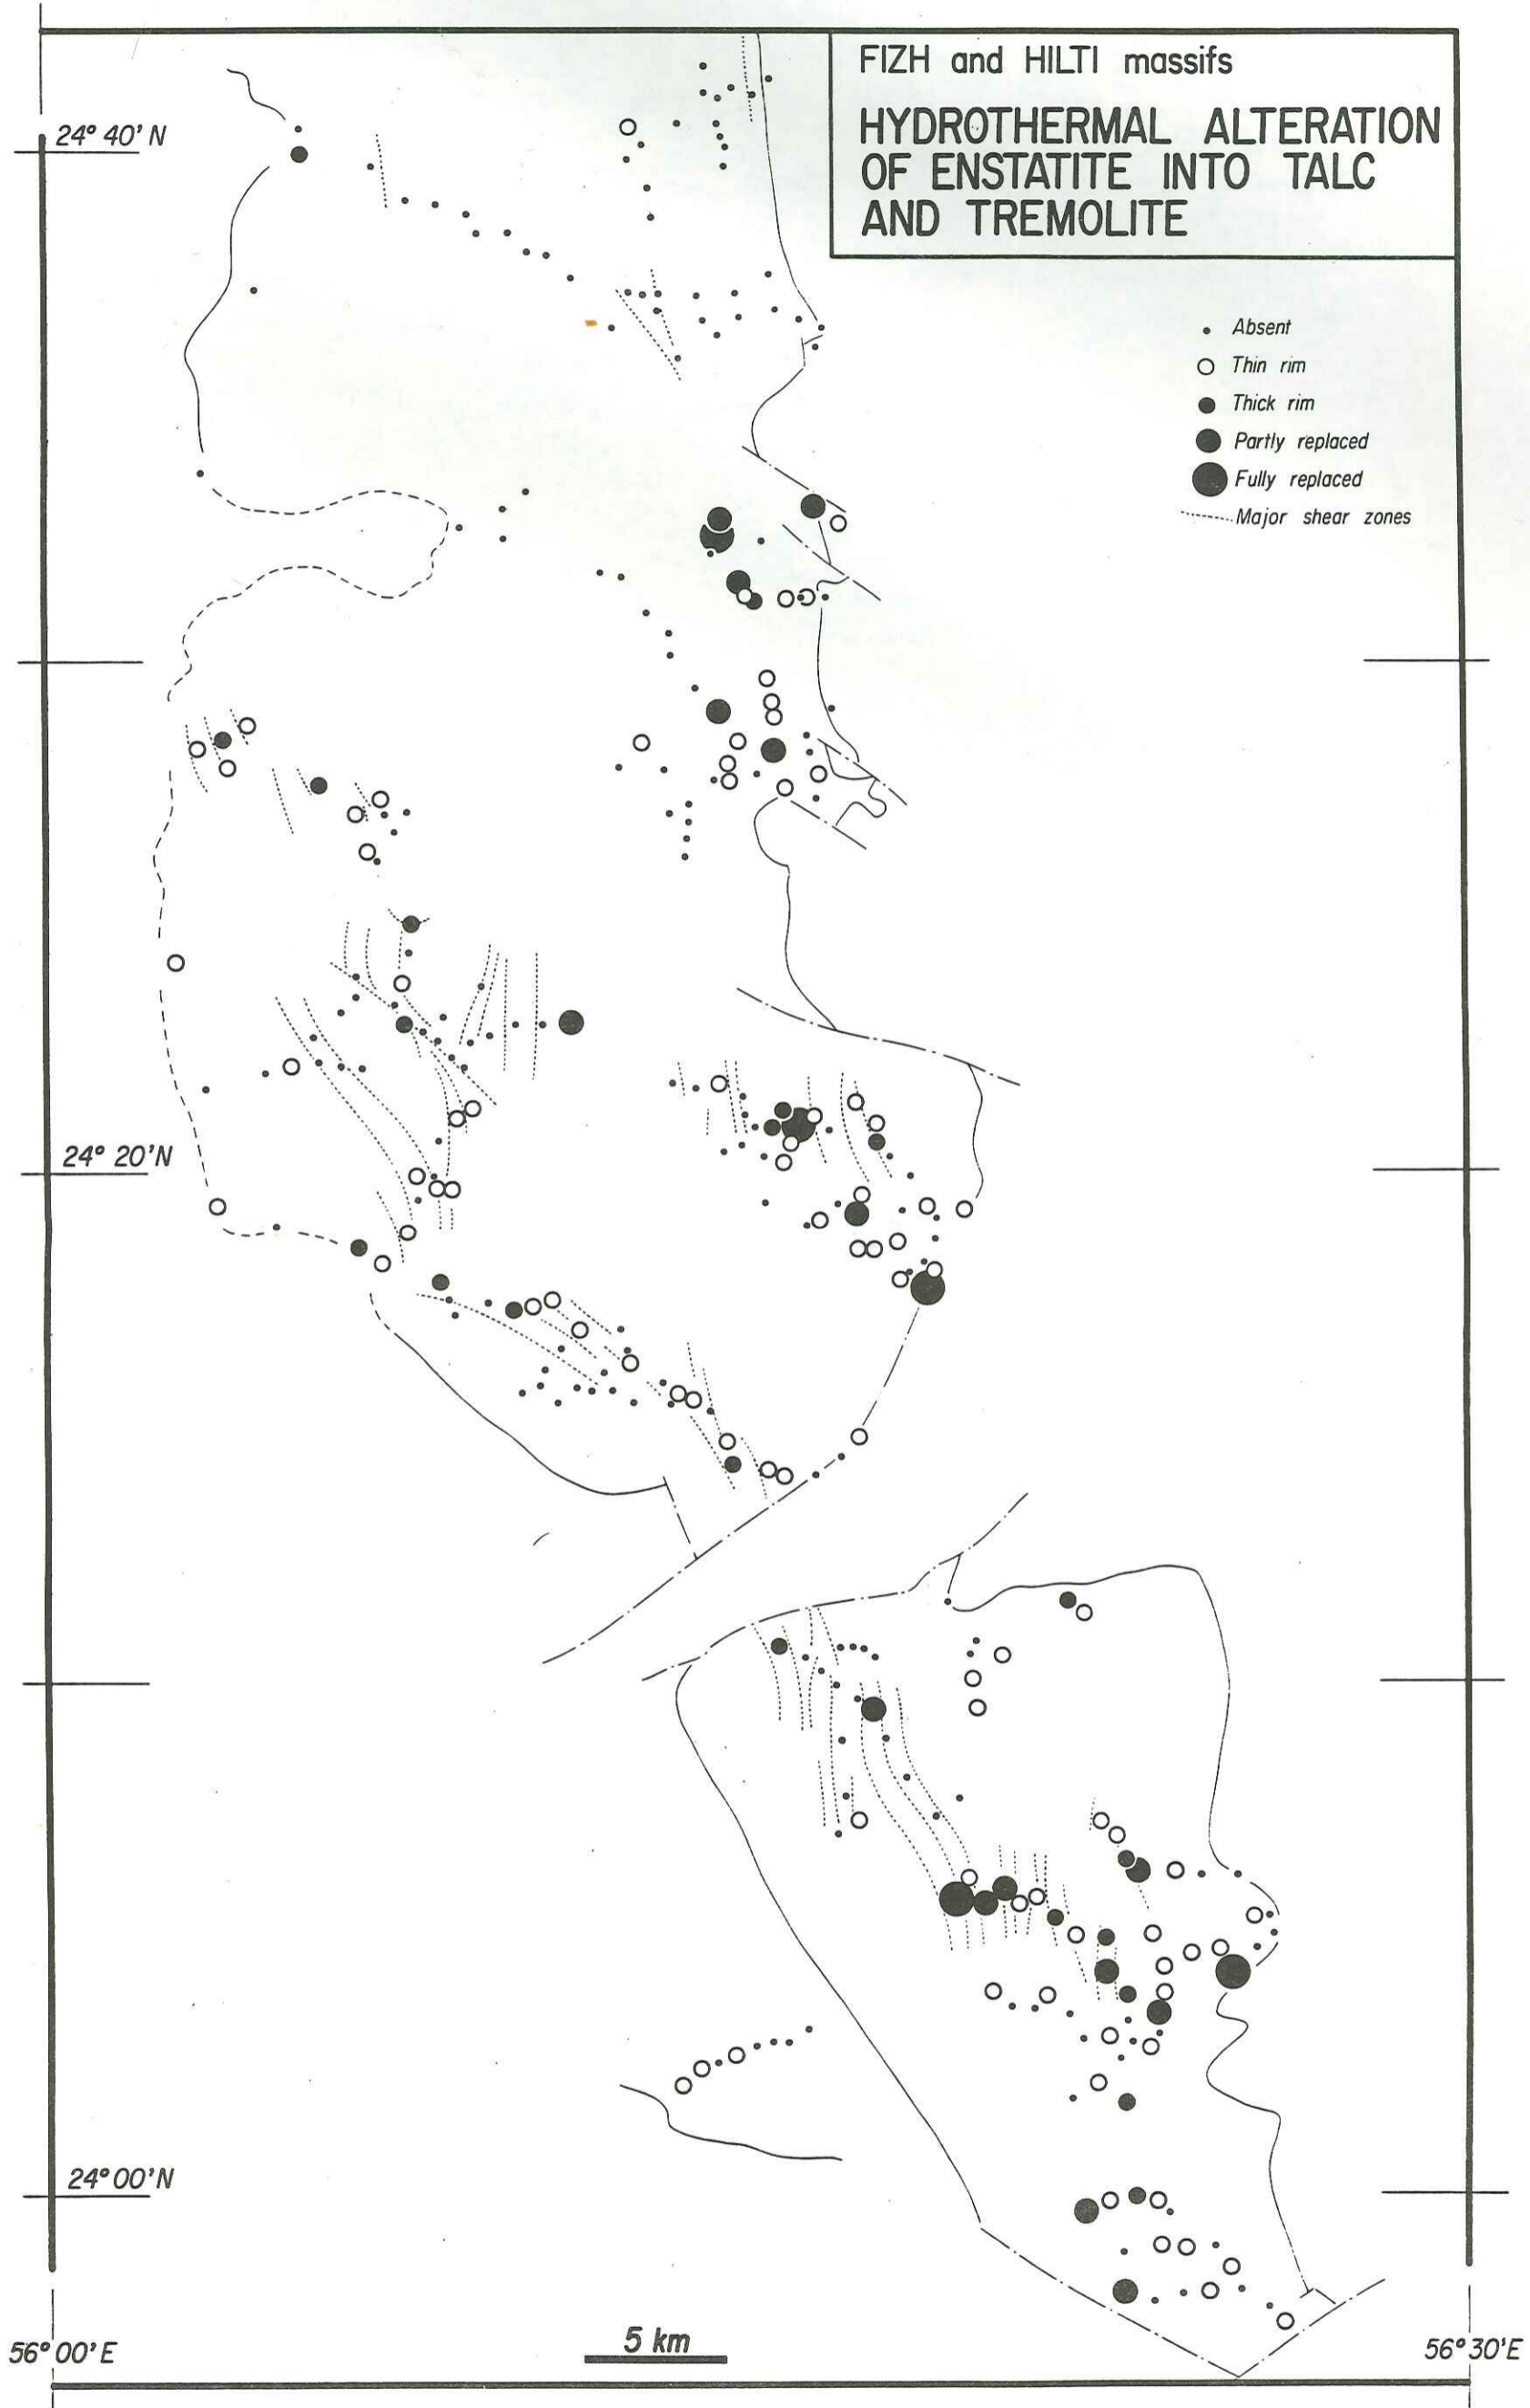 FIZH and HILTI massifs
HYDROTHERMAL ALTERATION
OF ENSTATITE INTO TALC
AND TREMOLITE
24° 40' N
Absent
Thin rim
Thick rim
Partly replaced
Fully replaced
Major shear zones
24° 20'N
24° 00'N
5 km
56° 00' E
56° 30' E